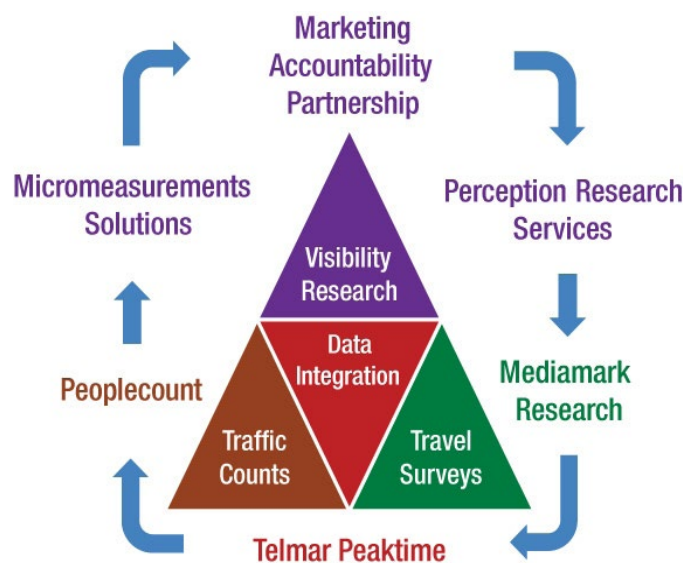 Marketing
Accountability
Partnership
Micromeasurements
Solutions
Perception Research
Services
Visibility
Research
Data
Integration
Peoplecount
Mediamark
Research
Traffic
Counts
Travel
Surveys
Telmar Peaktime